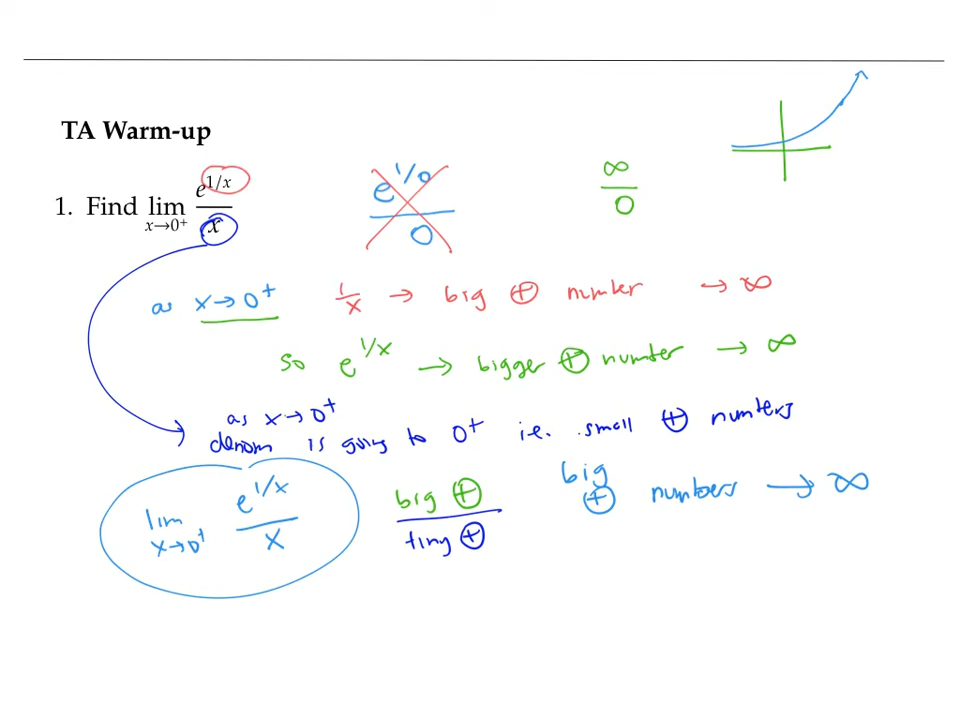 TA Warm-up
1. Find lim x→0⁺ e^{1/x} / x
e^{1/0} / 0
∞ / 0
as x→0⁺ 1/x → big ⊕ number → ∞
so e^{1/x} → bigger ⊕ number → ∞
as x→0⁺
denom is going to 0⁺ i.e. small ⊕ numbers
lim x→0⁺ e^{1/x} / x
big ⊕ / tiny ⊕
big ⊕ numbers → ∞